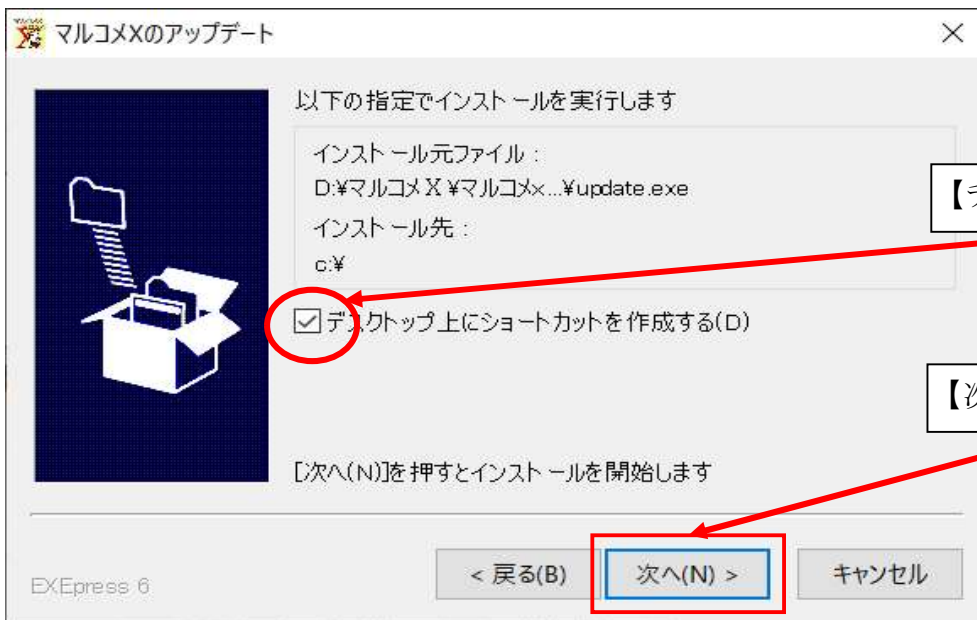 マルコメXのアップデート
以下の指定でインストールを実行します
インストール元ファイル：
D:¥マルコメX¥マルコメx...¥update.exe
インストール先：
c:¥
デスクトップ上にショートカットを作成する(D)
[次へ(N)]を押すとインストールを開始します
< 戻る(B)
次へ(N) >
キャンセル
EXEpress 6